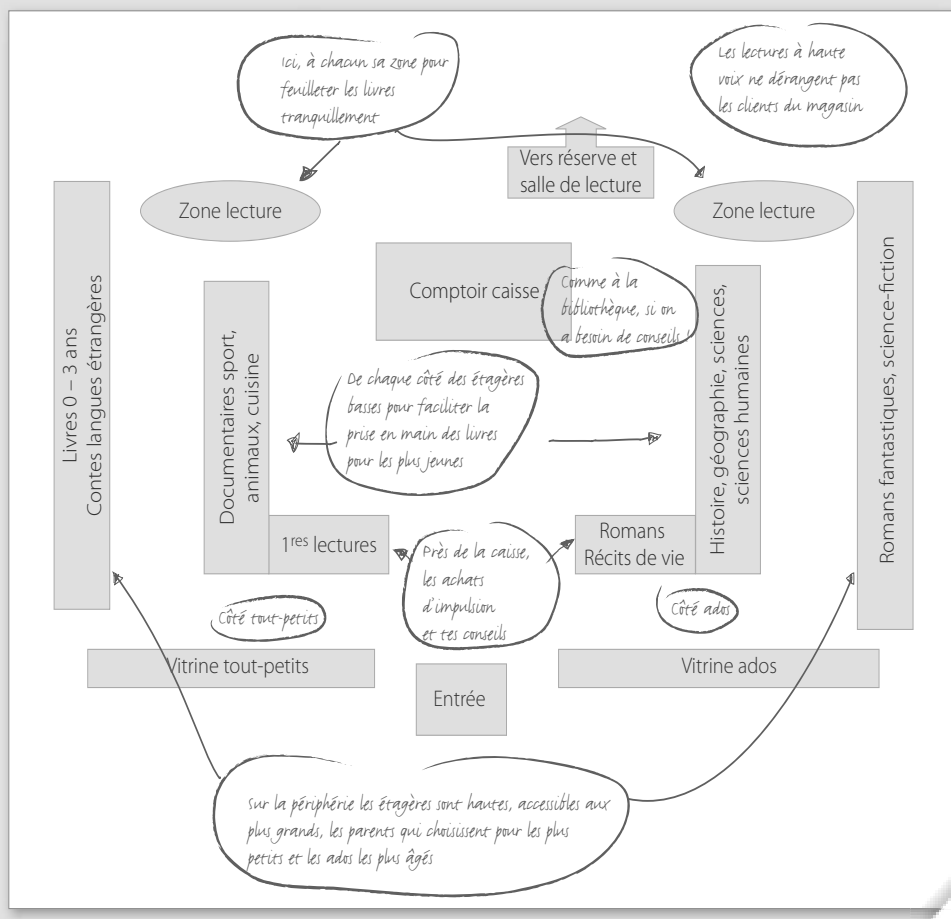 Ici, à chacun sa zone pour
feuilleter les livres
tranquillement
Les lectures à haute
voix ne dérangent pas
les clients du magasin
Vers réserve et
salle de lecture
Zone lecture
Zone lecture
Livres 0 – 3 ans
Contes langues étrangères
Documentaires sport,
animaux, cuisine
Comptoir caisse
Comme à la
bibliothèque, si on
a besoin de conseils !
Histoire, géographie, sciences,
sciences humaines
Romans fantastiques, science-fiction
De chaque côté des étagères
basses pour faciliter la
prise en main des livres
pour les plus jeunes
1res lectures
Près de la caisse,
les achats
d'impulsion
et tes conseils
Romans
Récits de vie
Côté tout-petits
Côté ados
Vitrine tout-petits
Entrée
Vitrine ados
Sur la périphérie les étagères sont hautes, accessibles aux
plus grands, les parents qui choisissent pour les plus
petits et les ados les plus âgés